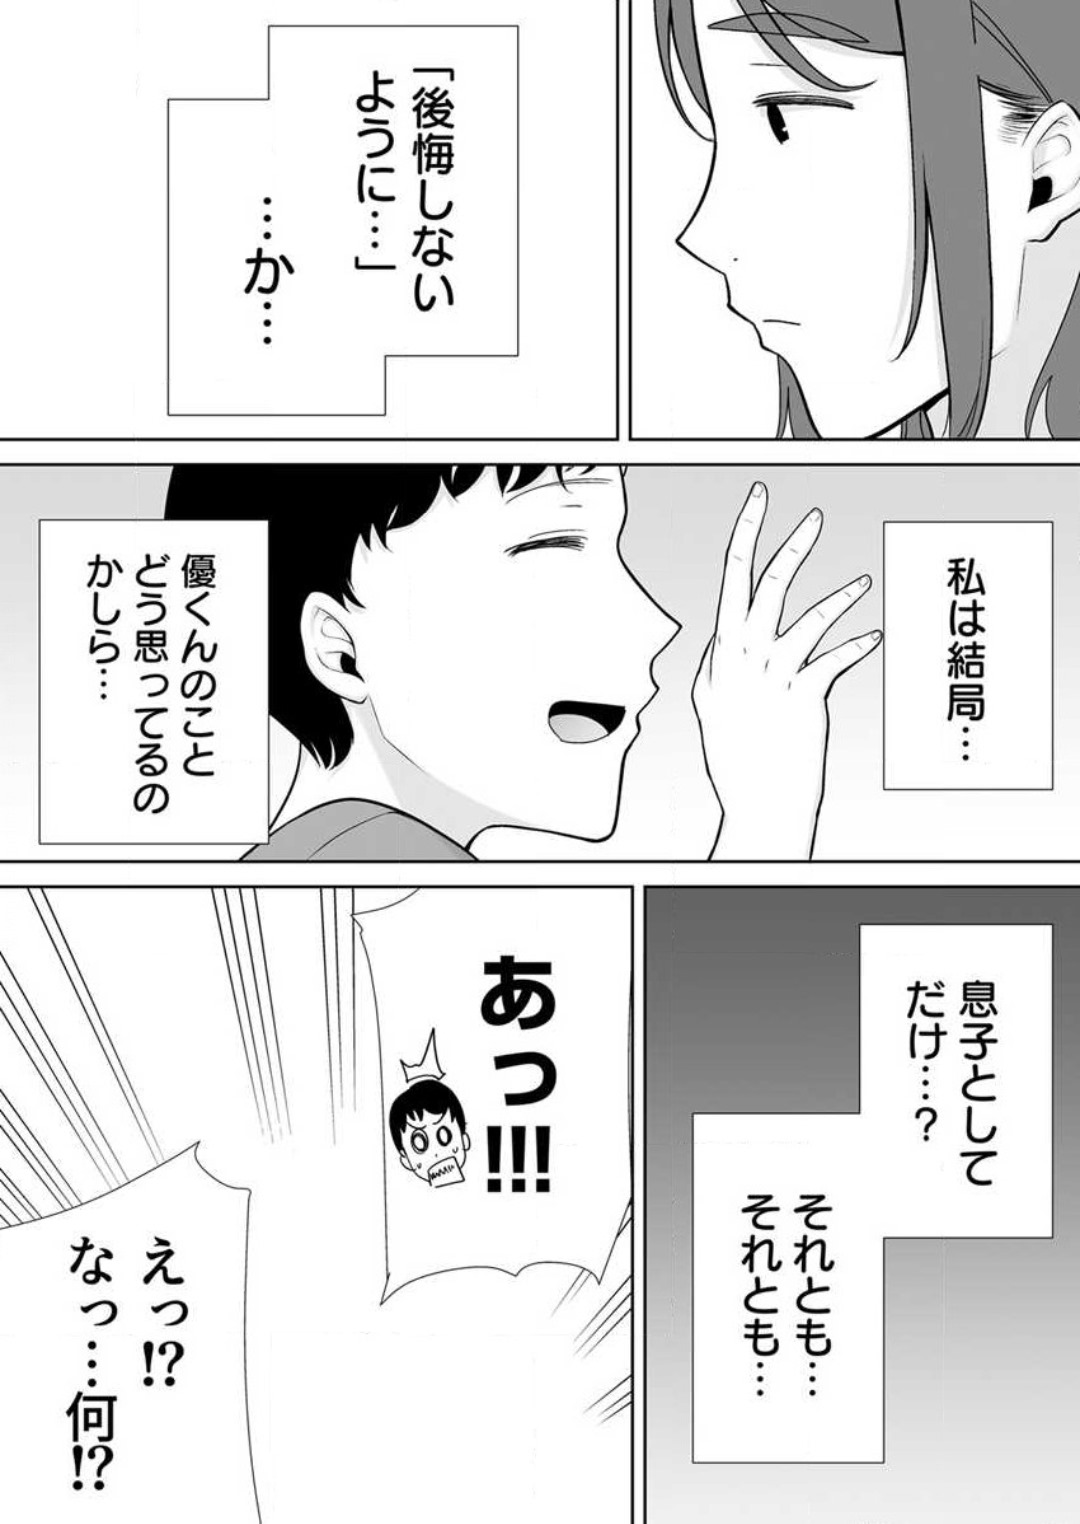 「後悔しない
ように…」
…か…
私は結局…
優くんのこと
どう思ってるの
かしら…
息子として
だけ…？
それとも…
それとも…
あっ!!!
えっ!?
なっ…何!?